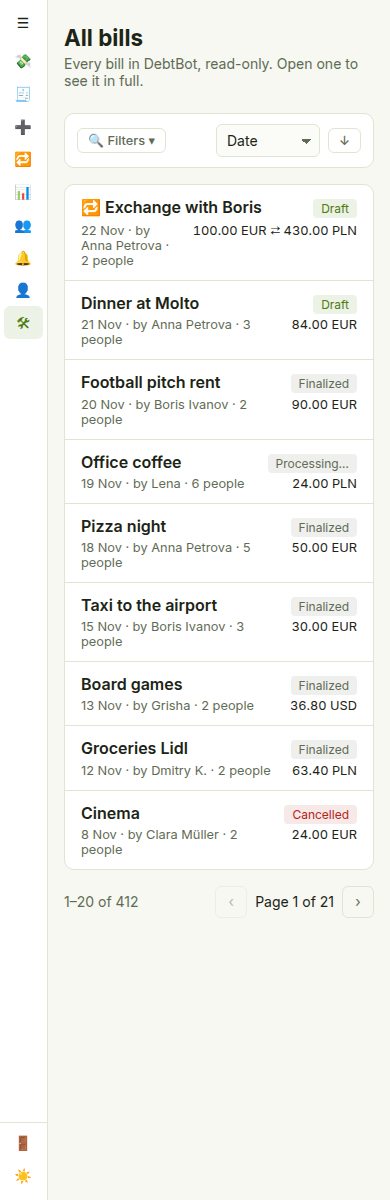 All bills
Every bill in DebtBot, read-only. Open one to
see it in full.
🔍 Filters ▾
Date
↓
🔁 Exchange with Boris
Draft
22 Nov · by
Anna Petrova ·
2 people
100.00 EUR ⇄ 430.00 PLN
Dinner at Molto
Draft
21 Nov · by Anna Petrova · 3
people
84.00 EUR
Football pitch rent
Finalized
20 Nov · by Boris Ivanov · 2
people
90.00 EUR
Office coffee
Processing…
19 Nov · by Lena · 6 people
24.00 PLN
Pizza night
Finalized
18 Nov · by Anna Petrova · 5
people
50.00 EUR
Taxi to the airport
Finalized
15 Nov · by Boris Ivanov · 3
people
30.00 EUR
Board games
Finalized
13 Nov · by Grisha · 2 people
36.80 USD
Groceries Lidl
Finalized
12 Nov · by Dmitry K. · 2 people
63.40 PLN
Cinema
Cancelled
8 Nov · by Clara Müller · 2
people
24.00 EUR
1–20 of 412
‹
Page 1 of 21
›